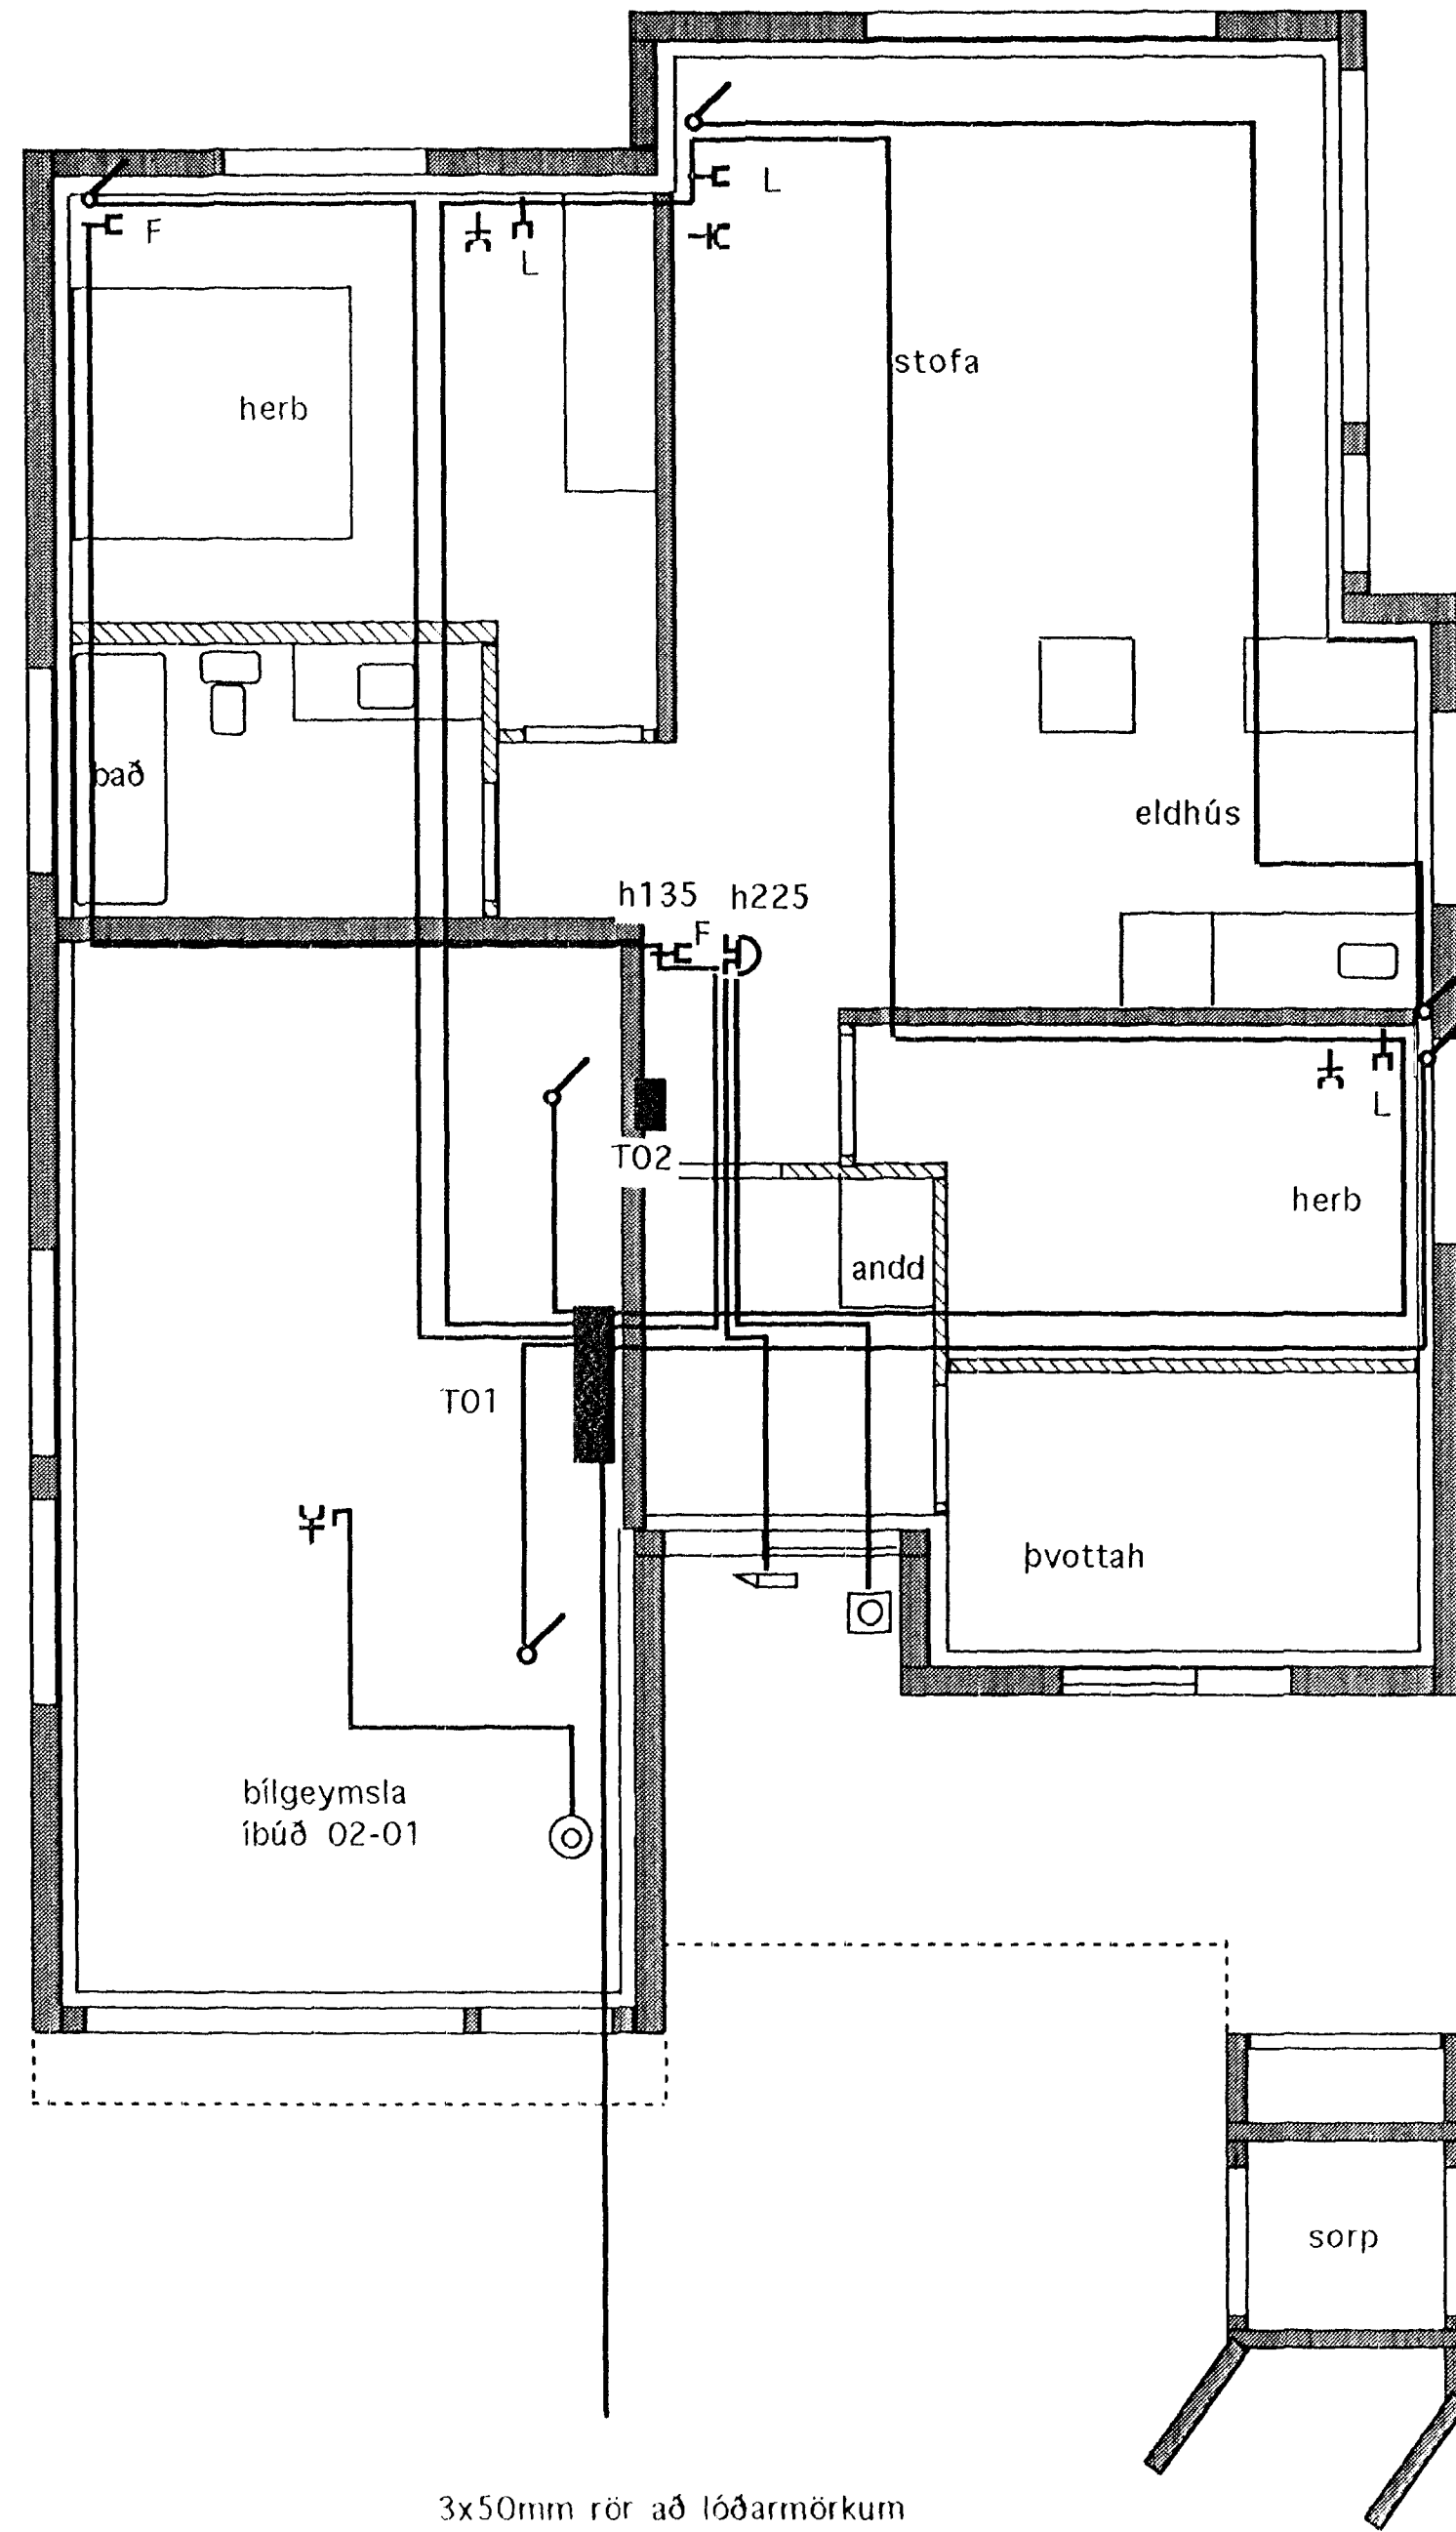 L
F
L
stofa
herb
bað
eldhús
h135 h225
F
L
T02
herb
andd
T01
þvottah
bílgeymsla
íbúð 02-01
sorp
3x50mm rör að lóðarmörkum